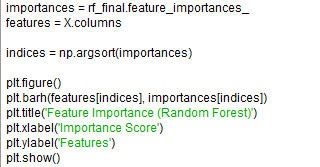 importances = rf_final.feature_importances_
features = X.columns
indices = np.argsort(importances)
plt.figure()
plt.barh(features[indices], importances[indices])
plt.title('Feature Importance (Random Forest)')
plt.xlabel('Importance Score')
plt.ylabel('Features')
plt.show()